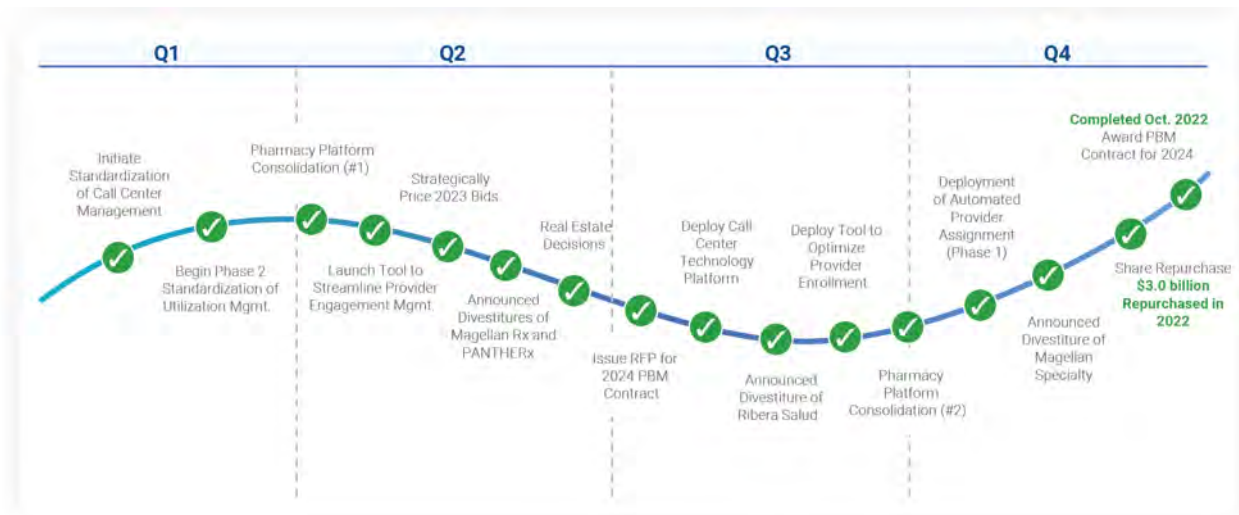 Q1
Q2
Q3
Q4
Initiate
Standardization
of Call Center
Management
Begin Phase 2
Standardization of
Utilization Mgmt.
Pharmacy Platform
Consolidation (#1)
Launch Tool to
Streamline Provider
Engagement Mgmt.
Strategically
Price 2023 Bids
Announced
Divestitures of
Magellan Rx and
PANTHERx
Real Estate
Decisions
Issue RFP for
2024 PBM
Contract
Deploy Call
Center
Technology
Platform
Announced
Divestiture of
Ribera Salud
Deploy Tool to
Optimize
Provider
Enrollment
Pharmacy
Platform
Consolidation (#2)
Deployment
of Automated
Provider
Assignment
(Phase 1)
Announced
Divestiture of
Magellan
Specialty
Share Repurchase
$3.0 billion
Repurchased in
2022
Completed Oct. 2022
Award PBM
Contract for 2024